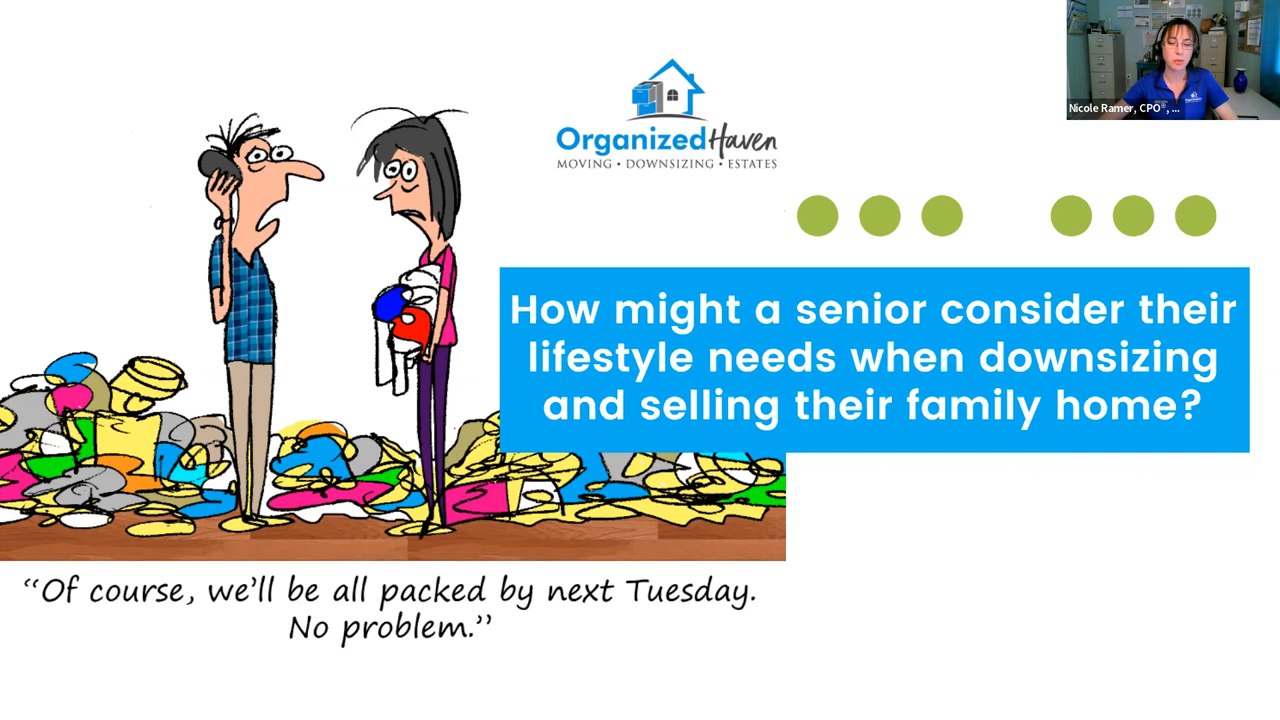 Nicole Ramer, CPO®, ...
Organized Haven
MOVING • DOWNSIZING • ESTATES
How might a senior consider their
lifestyle needs when downsizing
and selling their family home?
“Of course, we’ll be all packed by next Tuesday.
No problem.”